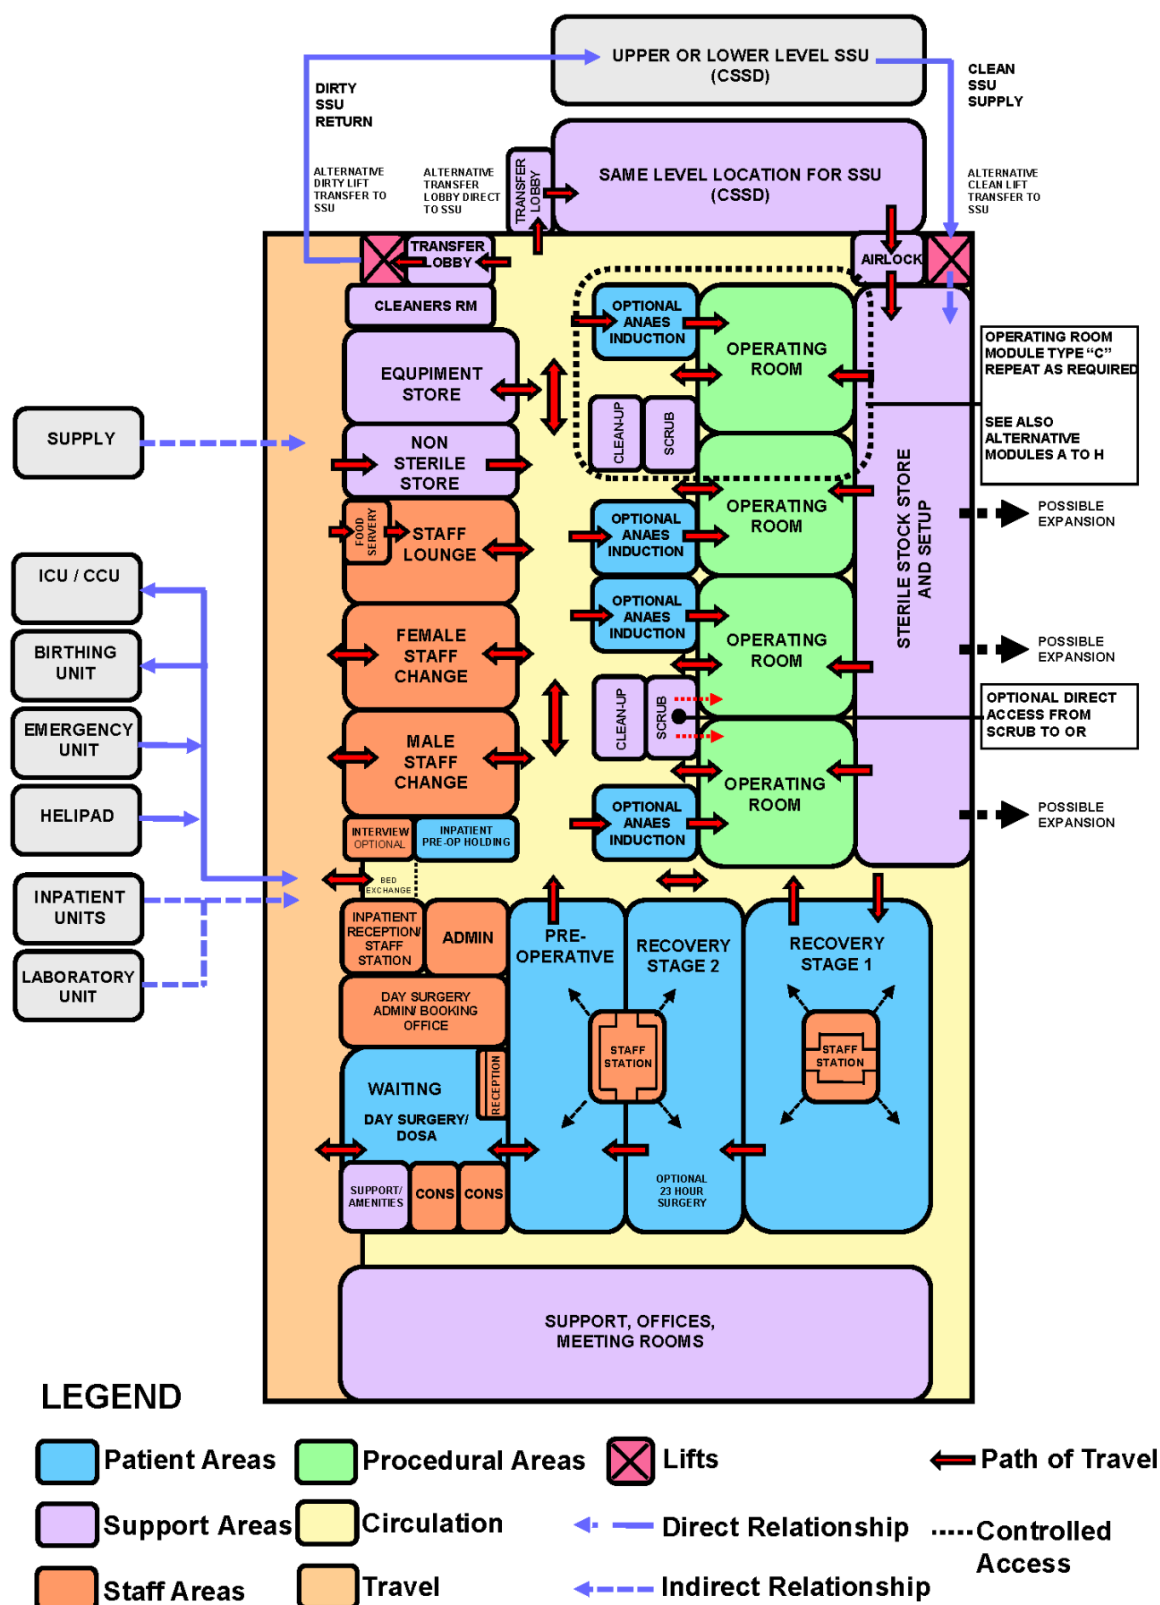 UPPER OR LOWER LEVEL SSU
(CSSD)
DIRTY
SSU
RETURN
CLEAN
SSU
SUPPLY
ALTERNATIVE
DIRTY LIFT
TRANSFER TO
SSU
ALTERNATIVE
TRANSFER
LOBBY DIRECT
TO SSU
TRANSFER
LOBBY
SAME LEVEL LOCATION FOR SSU
(CSSD)
ALTERNATIVE
CLEAN LIFT
TRANSFER TO
SSU
TRANSFER
LOBBY
AIRLOCK
CLEANERS RM
OPTIONAL
ANAES
INDUCTION
OPERATING
ROOM
EQUPIMENT
STORE
CLEAN-UP
SCRUB
OPERATING ROOM
MODULE TYPE “C”
REPEAT AS REQUIRED
SEE ALSO
ALTERNATIVE
MODULES A TO H
SUPPLY
NON
STERILE
STORE
OPERATING
ROOM
STERILE STOCK STORE
AND SETUP
POSSIBLE
EXPANSION
FOOD
SERVERY
STAFF
LOUNGE
OPTIONAL
ANAES
INDUCTION
ICU / CCU
OPTIONAL
ANAES
INDUCTION
OPERATING
ROOM
BIRTHING
UNIT
FEMALE
STAFF
CHANGE
POSSIBLE
EXPANSION
CLEAN-UP
SCRUB
OPTIONAL DIRECT
ACCESS FROM
SCRUB TO OR
EMERGENCY
UNIT
MALE
STAFF
CHANGE
OPERATING
ROOM
HELIPAD
OPTIONAL
ANAES
INDUCTION
POSSIBLE
EXPANSION
INTERVIEW
OPTIONAL
INPATIENT
PRE-OP HOLDING
BED
EXCHANGE
INPATIENT
UNITS
INPATIENT
RECEPTION/
STAFF
STATION
ADMIN
PRE-
OPERATIVE
RECOVERY
STAGE 2
RECOVERY
STAGE 1
LABORATORY
UNIT
DAY SURGERY
ADMIN/ BOOKING
OFFICE
STAFF
STATION
STAFF
STATION
WAITING
RECEPTION
DAY SURGERY/
DOSA
SUPPORT/
AMENITIES
CONS
CONS
OPTIONAL
23 HOUR
SURGERY
SUPPORT, OFFICES,
MEETING ROOMS
LEGEND
Patient Areas
Procedural Areas
Lifts
Path of Travel
Support Areas
Circulation
Direct Relationship
Controlled
Access
Staff Areas
Travel
Indirect Relationship